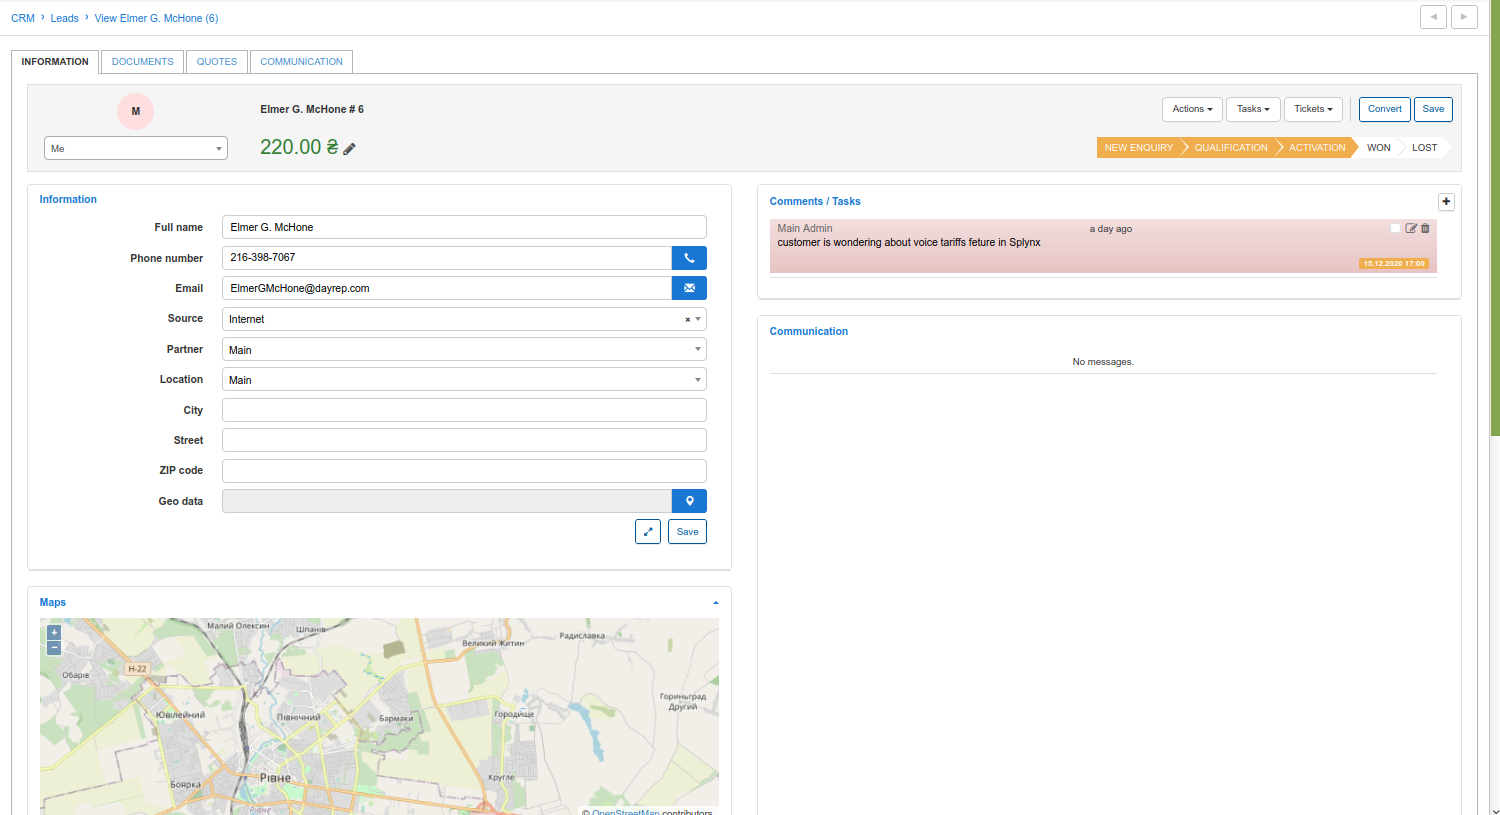 CRM › Leads › View Elmer G. McHone (6)
INFORMATION DOCUMENTS QUOTES COMMUNICATION
M
Elmer G. McHone # 6
Actions Tasks Tickets Convert Save
Me
220.00 ₴
NEW ENQUIRY QUALIFICATION ACTIVATION WON LOST
Information
Full name Elmer G. McHone
Phone number 216-398-7067
Email ElmerGMcHone@dayrep.com
Source Internet ×
Partner Main
Location Main
City
Street
ZIP code
Geo data
Save
Comments / Tasks
+
Main Admin a day ago
customer is wondering about voice tariffs feture in Splynx
15.12.2020 17:00
Communication
No messages.
Maps
+
−
Малий Олексин
Шпанів
Великий Житин
Радиславка
Н-22
Обарів
Гориньград
Другий
Ювілейний
Північний
Бармаки
Городище
Рівне
Кругле
Боярка
Рівне
© OpenStreetMap contributors